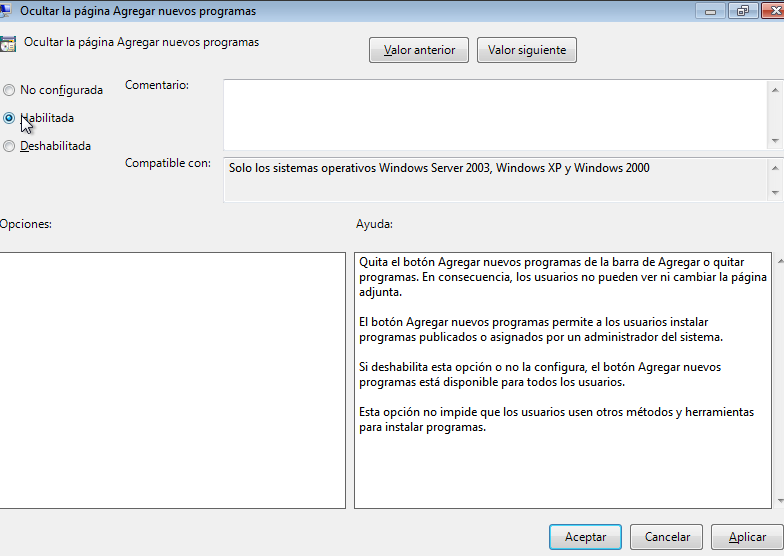 Ocultar la página Agregar nuevos programas
Ocultar la página Agregar nuevos programas
Valor anterior
Valor siguiente
No configurada
Comentario:
Habilitada
Deshabilitada
Compatible con:
Solo los sistemas operativos Windows Server 2003, Windows XP y Windows 2000
Opciones:
Ayuda:
Quita el botón Agregar nuevos programas de la barra de Agregar o quitar
programas. En consecuencia, los usuarios no pueden ver ni cambiar la página
adjunta.
El botón Agregar nuevos programas permite a los usuarios instalar
programas publicados o asignados por un administrador del sistema.
Si deshabilita esta opción o no la configura, el botón Agregar nuevos
programas está disponible para todos los usuarios.
Esta opción no impide que los usuarios usen otros métodos y herramientas
para instalar programas.
Aceptar
Cancelar
Aplicar